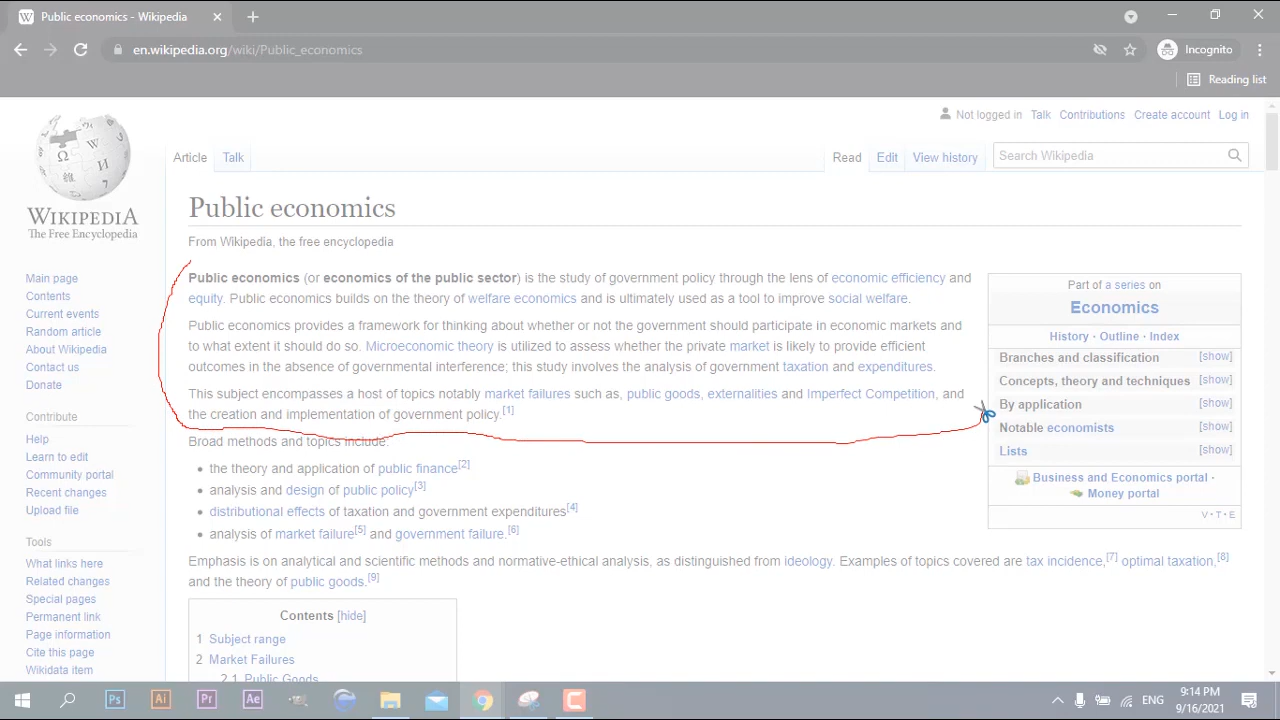 Public economics - Wikipedia
en.wikipedia.org/wiki/Public_economics
Incognito
Reading list
Not logged in Talk Contributions Create account Log in
Article Talk
Read Edit View history
Search Wikipedia
WIKIPEDIA
The Free Encyclopedia
Main page
Contents
Current events
Random article
About Wikipedia
Contact us
Donate
Contribute
Help
Learn to edit
Community portal
Recent changes
Upload file
Tools
What links here
Related changes
Special pages
Permanent link
Page information
Cite this page
Wikidata item
Public economics
From Wikipedia, the free encyclopedia
Public economics (or economics of the public sector) is the study of government policy through the lens of economic efficiency and
equity. Public economics builds on the theory of welfare economics and is ultimately used as a tool to improve social welfare.
Public economics provides a framework for thinking about whether or not the government should participate in economic markets and
to what extent it should do so. Microeconomic theory is utilized to assess whether the private market is likely to provide efficient
outcomes in the absence of governmental interference; this study involves the analysis of government taxation and expenditures.
This subject encompasses a host of topics notably market failures such as, public goods, externalities and Imperfect Competition, and
the creation and implementation of government policy.[1]
Broad methods and topics include:
• the theory and application of public finance[2]
• analysis and design of public policy[3]
• distributional effects of taxation and government expenditures[4]
• analysis of market failure[5] and government failure.[6]
Emphasis is on analytical and scientific methods and normative-ethical analysis, as distinguished from ideology. Examples of topics covered are tax incidence,[7] optimal taxation,[8]
and the theory of public goods.[9]
Contents [hide]
1 Subject range
2 Market Failures
2.1 Public Goods
Part of a series on
Economics
History · Outline · Index
Branches and classification [show]
Concepts, theory and techniques [show]
By application [show]
Notable economists [show]
Lists [show]
Business and Economics portal ·
Money portal
V · T · E
Ps Ai Pr Ae
ENG
9:14 PM
9/16/2021